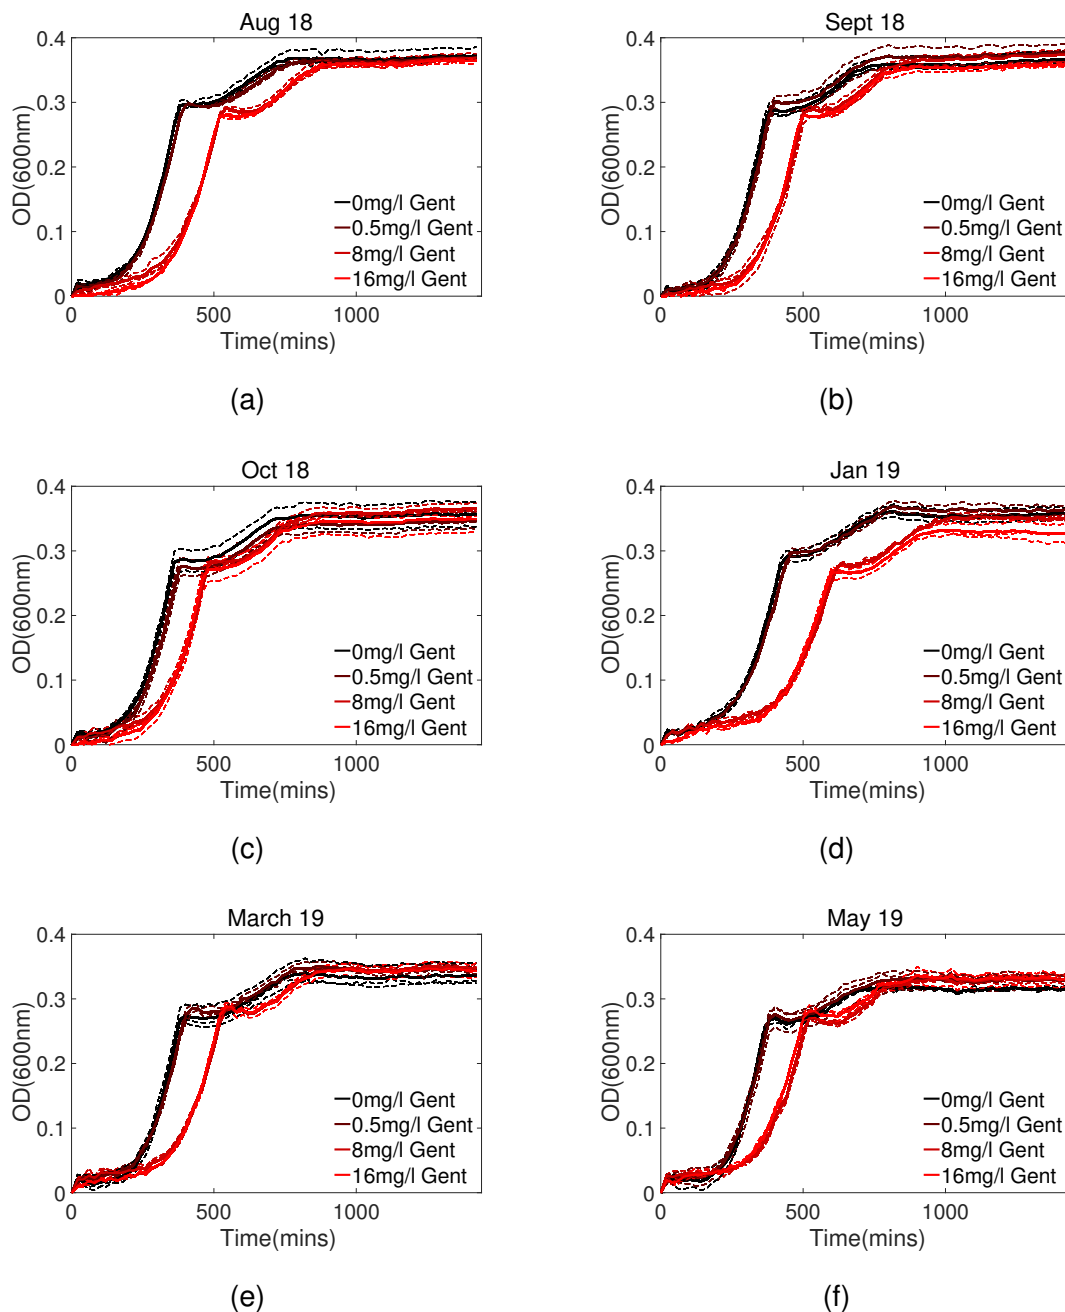 Aug 18
OD(600nm)
0.4
0.3
0.2
0.1
0
0mg/l Gent
0.5mg/l Gent
8mg/l Gent
16mg/l Gent
0 500 1000
Time(mins)
(a)
Sept 18
OD(600nm)
0.4
0.3
0.2
0.1
0
0mg/l Gent
0.5mg/l Gent
8mg/l Gent
16mg/l Gent
0 500 1000
Time(mins)
(b)
Oct 18
OD(600nm)
0.4
0.3
0.2
0.1
0
0mg/l Gent
0.5mg/l Gent
8mg/l Gent
16mg/l Gent
0 500 1000
Time(mins)
(c)
Jan 19
OD(600nm)
0.4
0.3
0.2
0.1
0
0mg/l Gent
0.5mg/l Gent
8mg/l Gent
16mg/l Gent
0 500 1000
Time(mins)
(d)
March 19
OD(600nm)
0.4
0.3
0.2
0.1
0
0mg/l Gent
0.5mg/l Gent
8mg/l Gent
16mg/l Gent
0 500 1000
Time(mins)
(e)
May 19
OD(600nm)
0.4
0.3
0.2
0.1
0
0mg/l Gent
0.5mg/l Gent
8mg/l Gent
16mg/l Gent
0 500 1000
Time(mins)
(f)